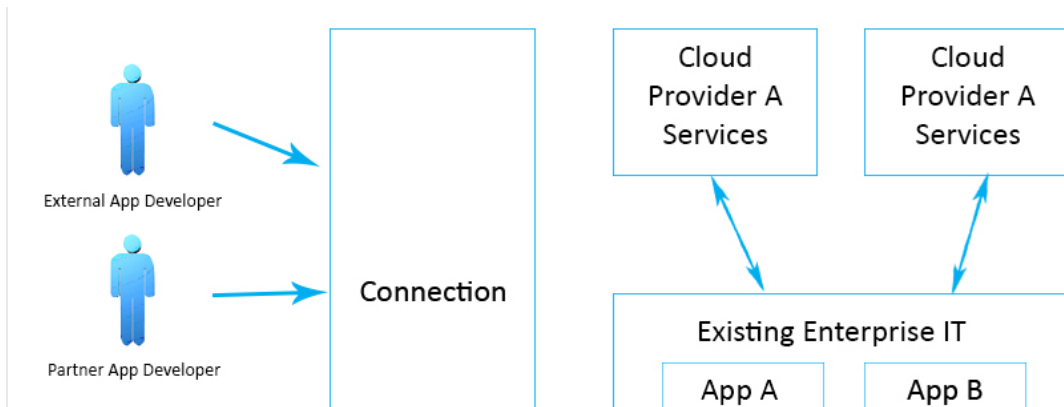 External App Developer
Partner App Developer
Connection
Cloud
Provider A
Services
Cloud
Provider A
Services
Existing Enterprise IT
App A
App B